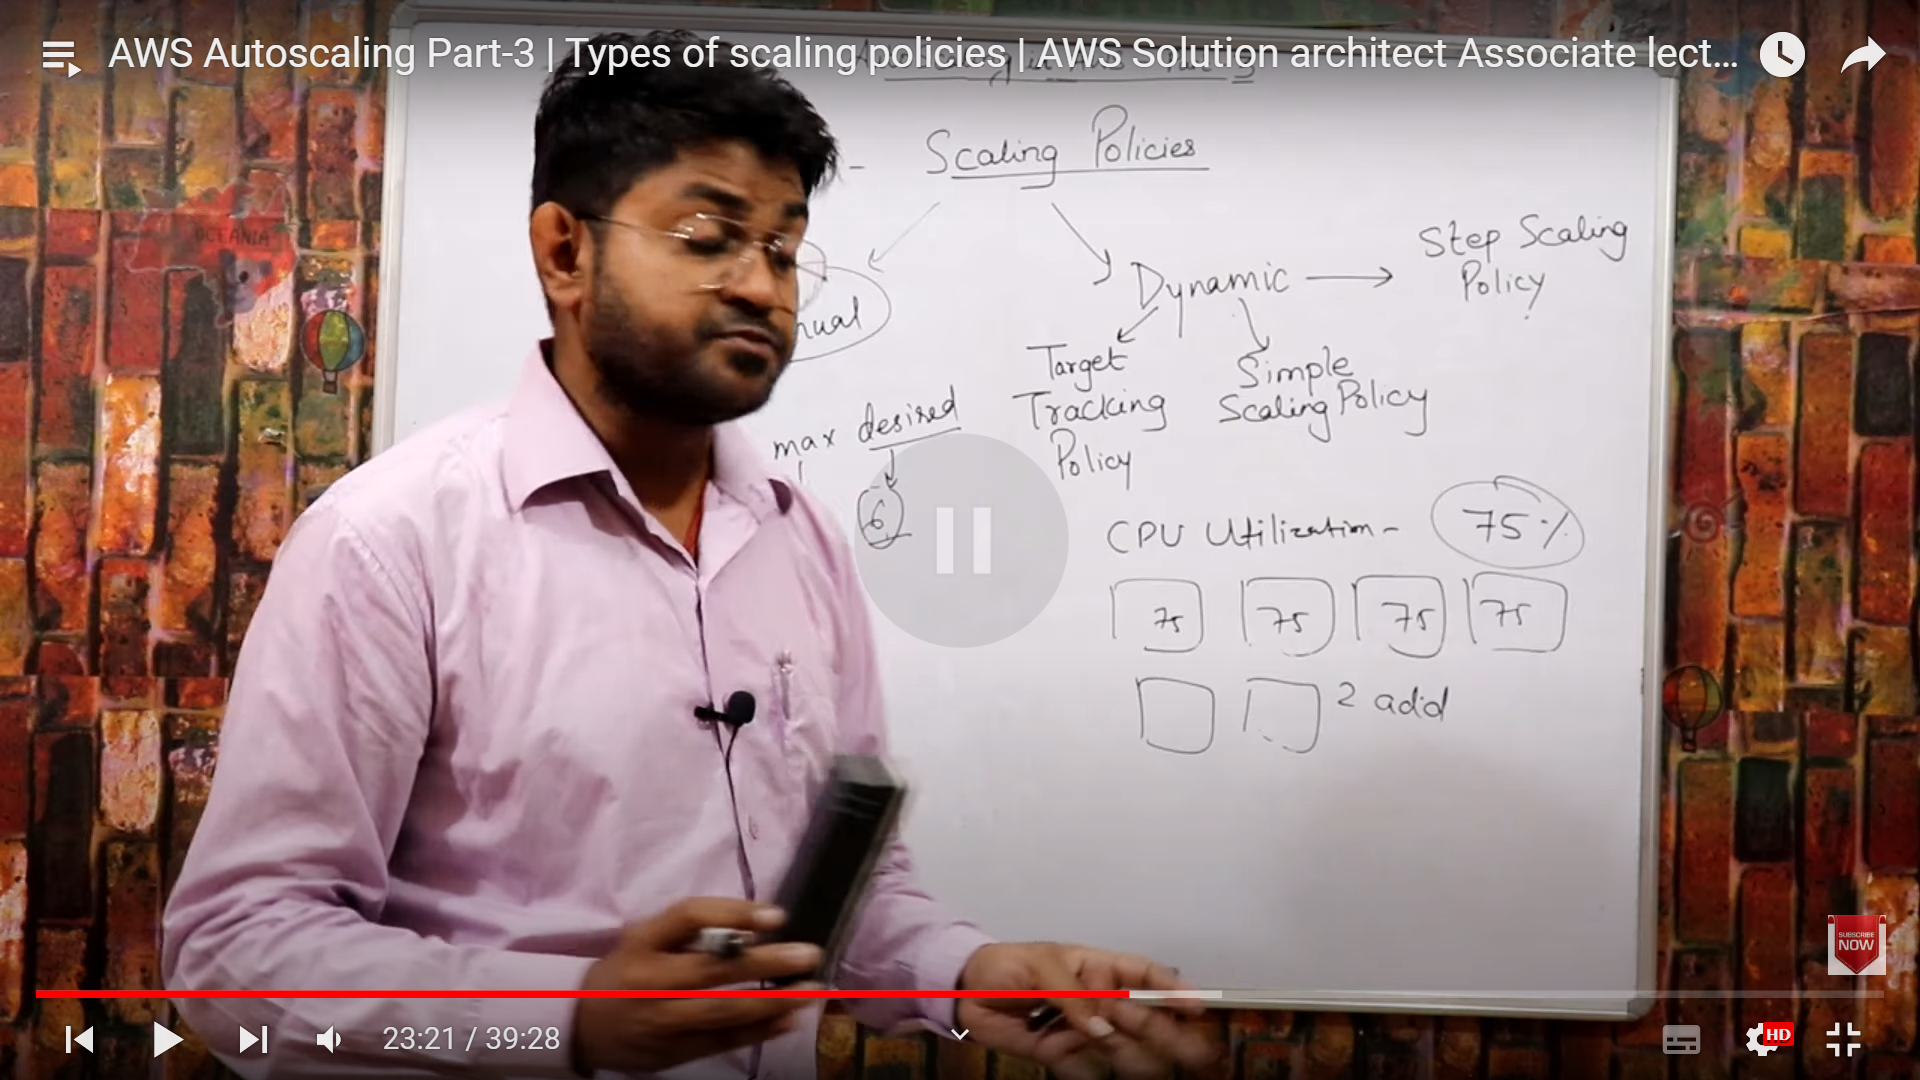 AWS Autoscaling Part-3 | Types of scaling policies | AWS Solution architect Associate lect...
- Scaling Policies
OCEANIA
Dynamic
Step Scaling
Policy
Target
Tracking
Policy
Simple
Scaling Policy
max desired
6
CPU Utilization - 75%
75 75 75 75
2 add
SUBSCRIBE
NOW
23:21 / 39:28
HD